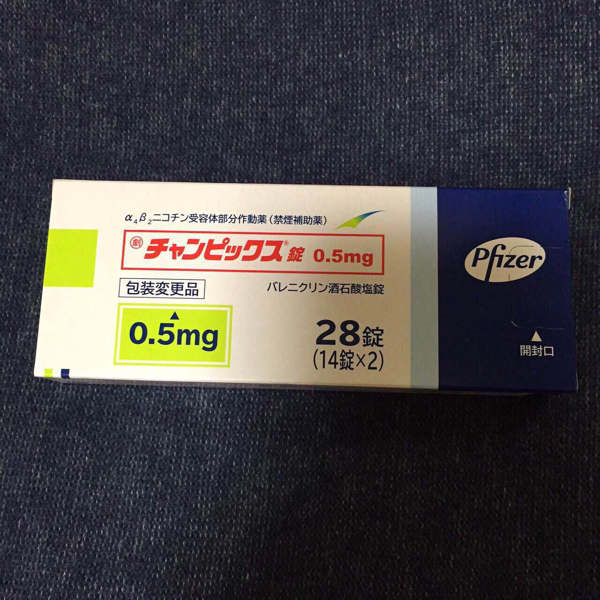 α₄β₂ニコチン受容体部分作動薬(禁煙補助薬)
劇 チャンピックス®錠 0.5mg
包装変更品
バレニクリン酒石酸塩錠
▲
0.5mg
28錠
(14錠×2)
Pfizer
▲
開封口